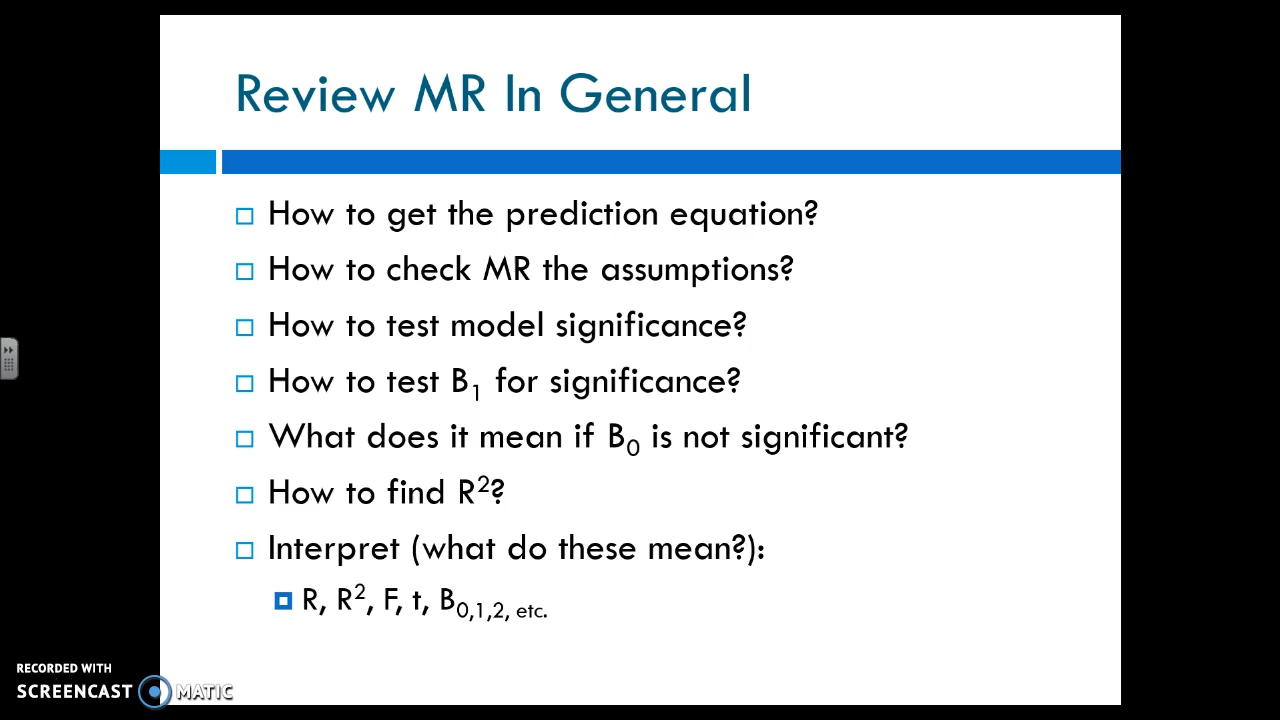 Review MR In General
How to get the prediction equation?
How to check MR the assumptions?
How to test model significance?
How to test B₁ for significance?
What does it mean if B₀ is not significant?
How to find R²?
Interpret (what do these mean?):
R, R², F, t, B₀,₁,₂, etc.
RECORDED WITH
SCREENCAST MATIC